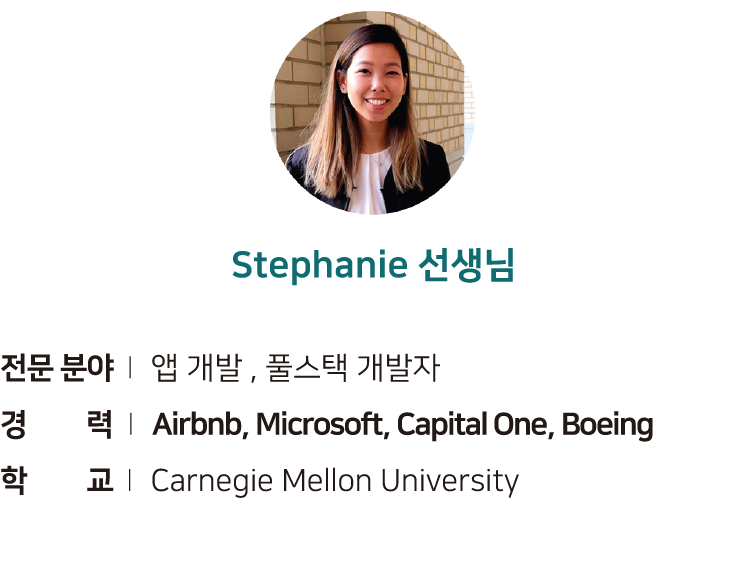 Stephanie 선생님
전문 분야 | 앱 개발 , 풀스택 개발자
경 력 | Airbnb, Microsoft, Capital One, Boeing
학 교 | Carnegie Mellon University